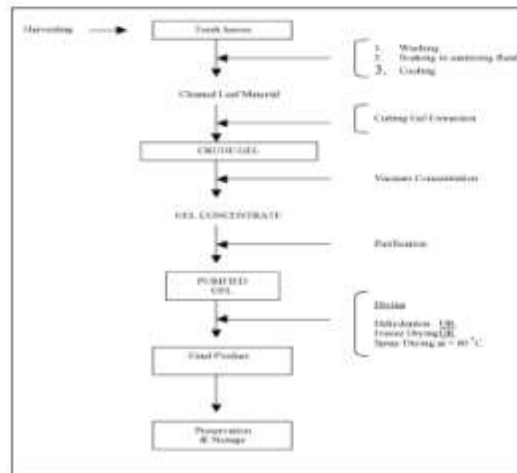 Harvesting
Fresh leaves
1. Washing
2. Soaking in sanitizing fluid
3. Cooling
Cleaned Leaf Material
Cutting Gel Extraction
CRUDE GEL
Vacuum Concentration
GEL CONCENTRATE
Purification
PURIFIED
GEL
Drying
Dehydration OR
Freeze Drying OR
Spray Drying at
°C
Final Product
Preservation
& Storage